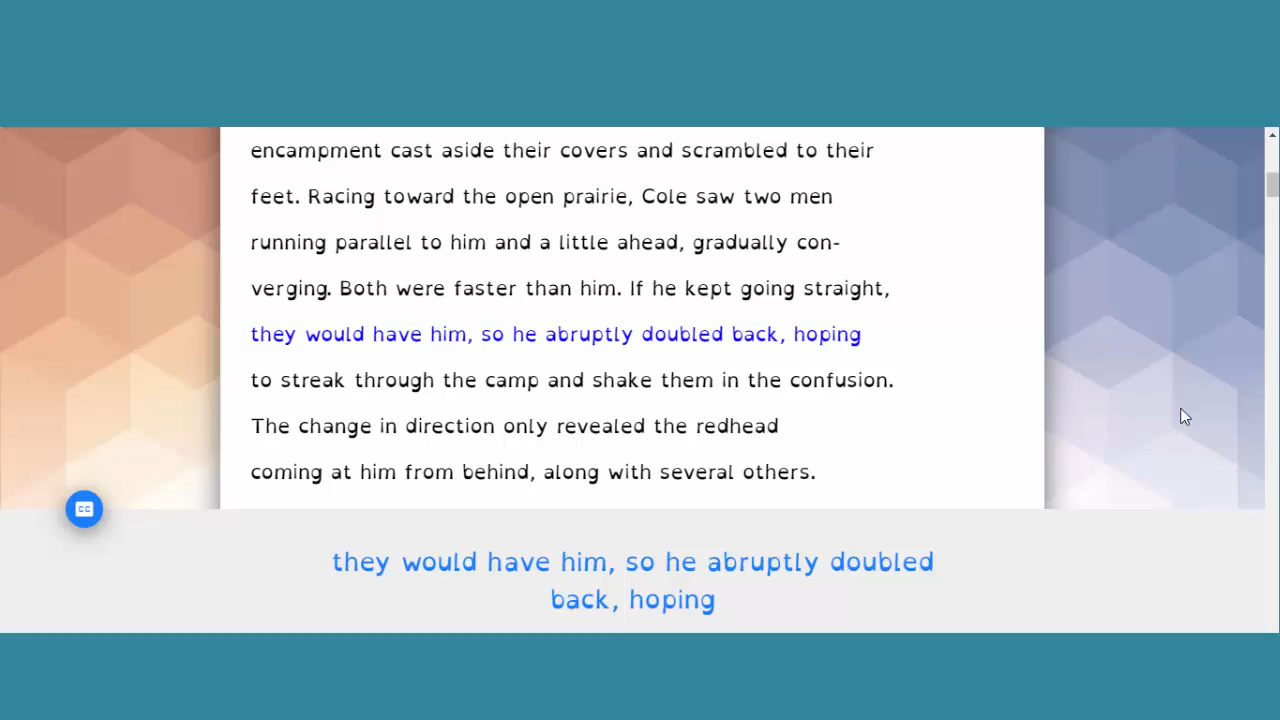 encampment cast aside their covers and scrambled to their
feet. Racing toward the open prairie, Cole saw two men
running parallel to him and a little ahead, gradually con-
verging. Both were faster than him. If he kept going straight,
they would have him, so he abruptly doubled back, hoping
to streak through the camp and shake them in the confusion.
The change in direction only revealed the redhead
coming at him from behind, along with several others.
CC
they would have him, so he abruptly doubled
back, hoping